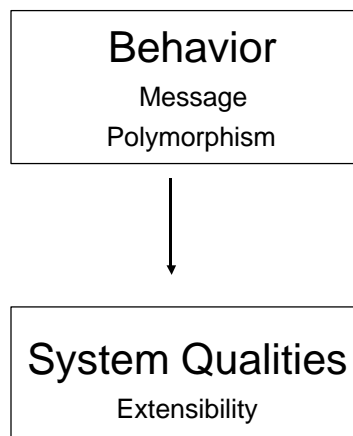 Behavior
Message
Polymorphism
System Qualities
Extensibility